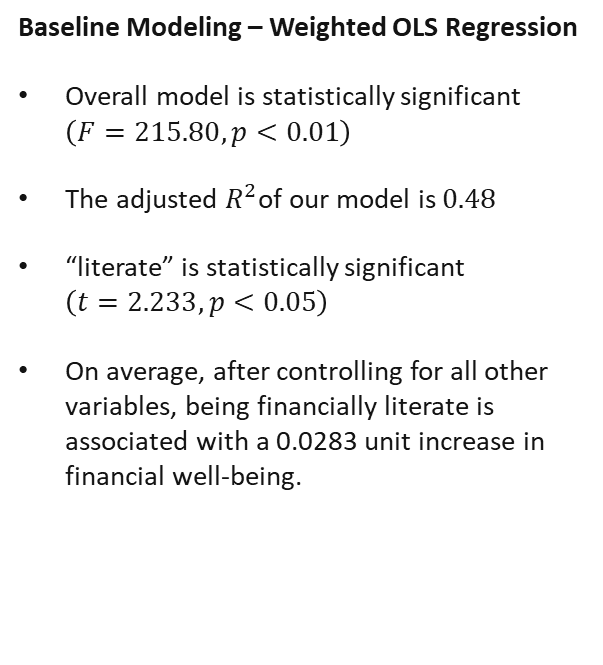 Baseline Modeling – Weighted OLS Regression
• Overall model is statistically significant
(F = 215.80, p < 0.01)
• The adjusted R² of our model is 0.48
• “literate” is statistically significant
(t = 2.233, p < 0.05)
• On average, after controlling for all other
variables, being financially literate is
associated with a 0.0283 unit increase in
financial well-being.